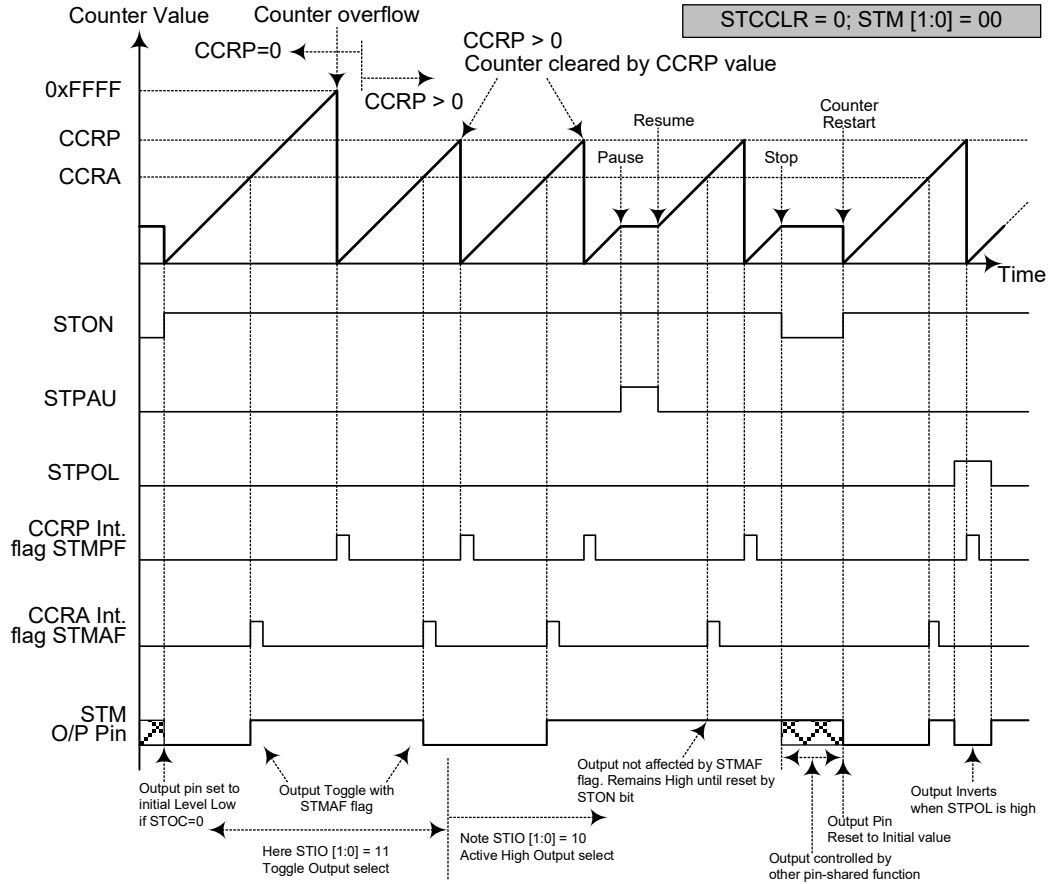 Counter Value
Counter overflow
STCCLR = 0; STM [1:0] = 00
CCRP=0
CCRP > 0
CCRP > 0
Counter cleared by CCRP value
0xFFFF
CCRP
CCRA
Pause
Resume
Stop
Counter
Restart
Time
STON
STPAU
STPOL
CCRP Int.
flag STMPF
CCRA Int.
flag STMAF
STM
O/P Pin
Output pin set to
initial Level Low
if STOC=0
Output Toggle with
STMAF flag
Output not affected by STMAF
flag. Remains High until reset by
STON bit
Output Inverts
when STPOL is high
Output Pin
Reset to Initial value
Here STIO [1:0] = 11
Toggle Output select
Note STIO [1:0] = 10
Active High Output select
Output controlled by
other pin-shared function